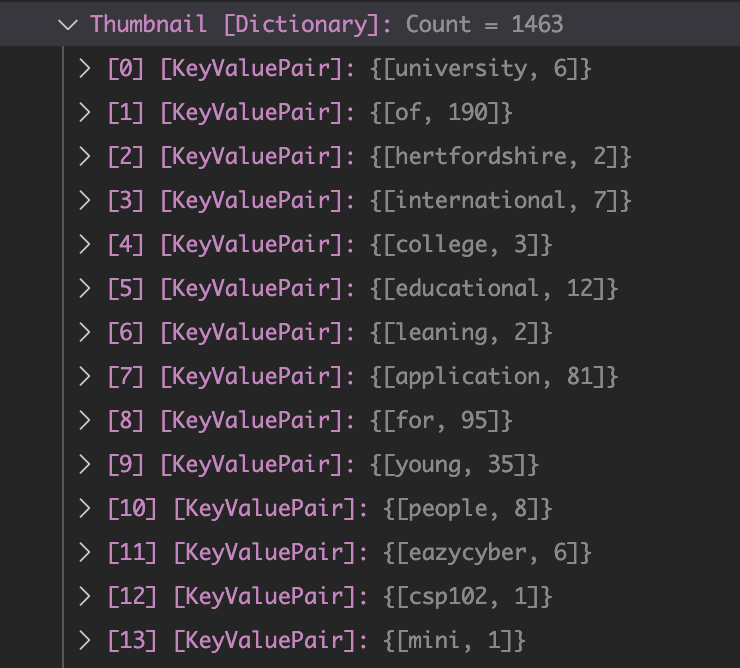 Thumbnail [Dictionary]: Count = 1463
[0] [KeyValuePair]: {[university, 6]}
[1] [KeyValuePair]: {[of, 190]}
[2] [KeyValuePair]: {[hertfordshire, 2]}
[3] [KeyValuePair]: {[international, 7]}
[4] [KeyValuePair]: {[college, 3]}
[5] [KeyValuePair]: {[educational, 12]}
[6] [KeyValuePair]: {[leaning, 2]}
[7] [KeyValuePair]: {[application, 81]}
[8] [KeyValuePair]: {[for, 95]}
[9] [KeyValuePair]: {[young, 35]}
[10] [KeyValuePair]: {[people, 8]}
[11] [KeyValuePair]: {[eazycyber, 6]}
[12] [KeyValuePair]: {[csp102, 1]}
[13] [KeyValuePair]: {[mini, 1]}